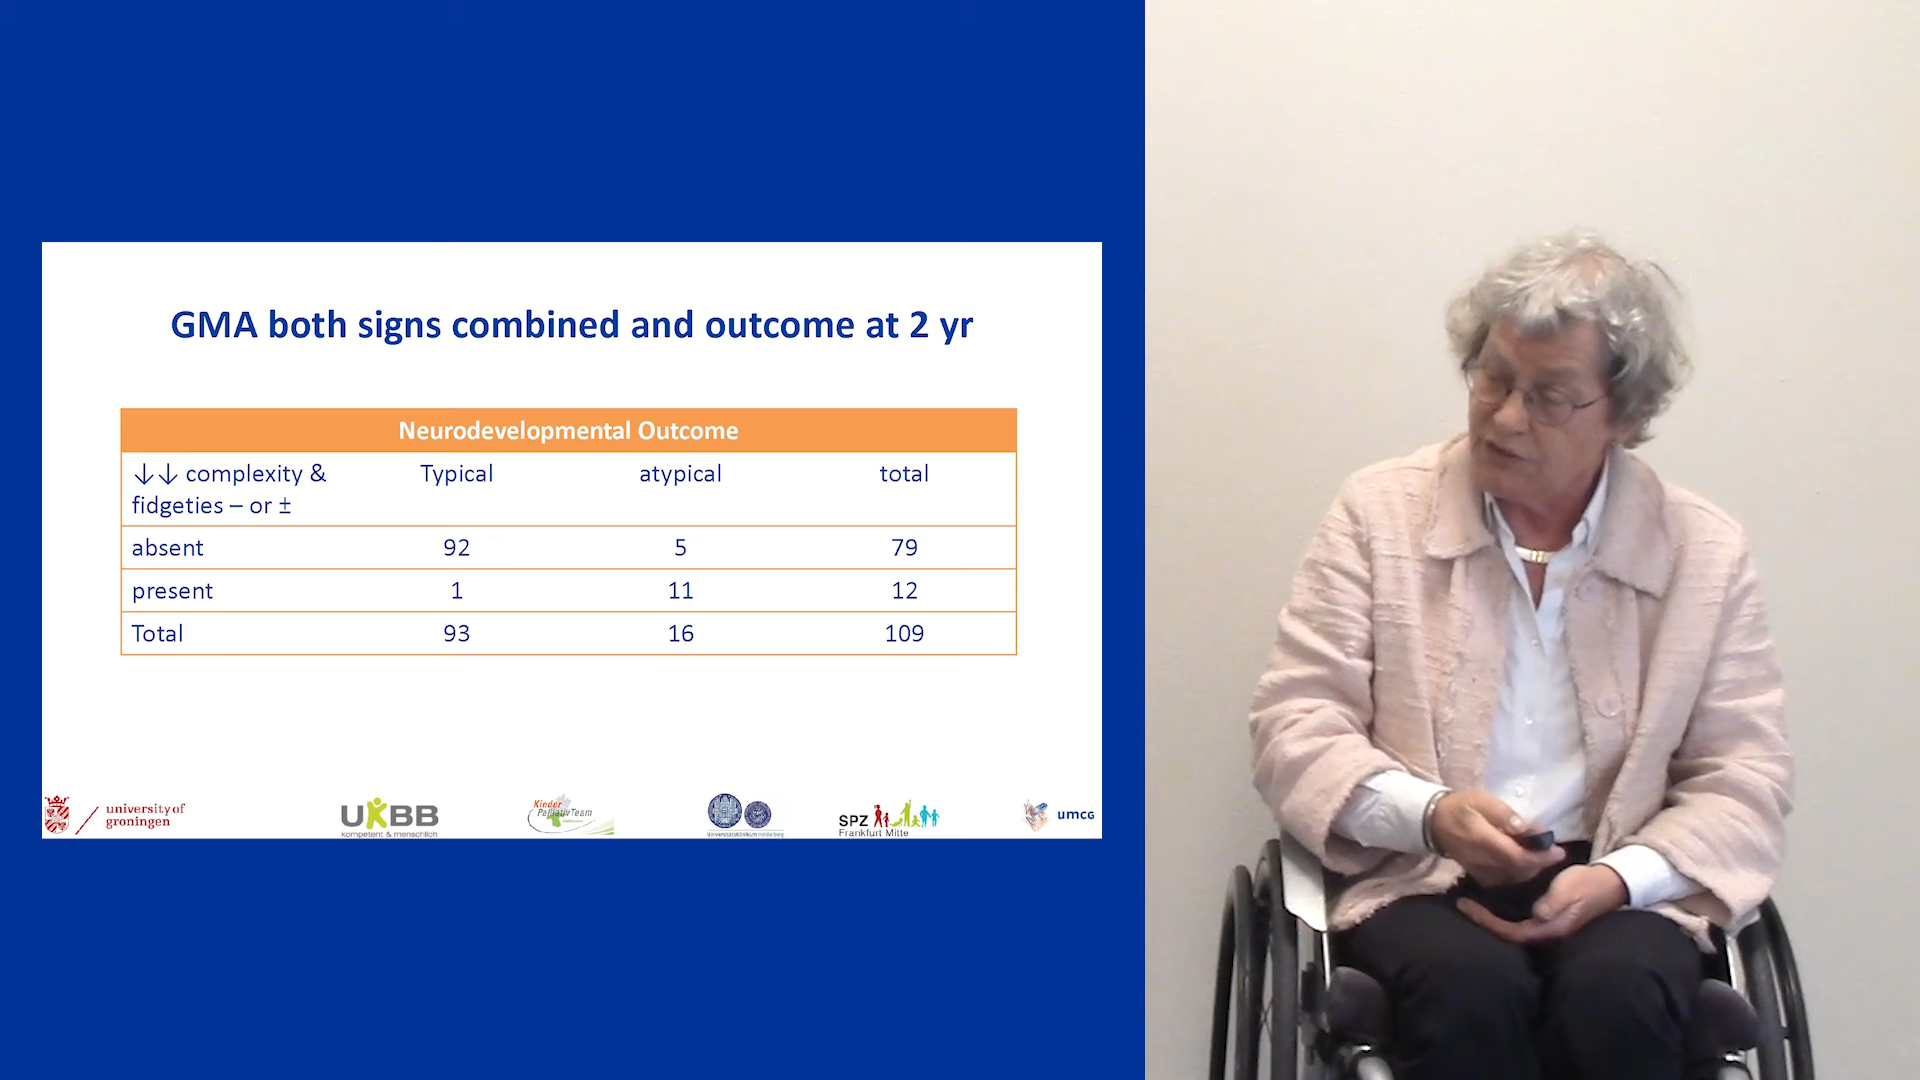 GMA both signs combined and outcome at 2 yr
Neurodevelopmental Outcome
↓↓ complexity & Typical atypical total
fidgeties – or ±
absent 92 5 79
present 1 11 12
Total 93 16 109
university of
groningen
UKBB
kompetent & menschlich
Kinder
PalliativTeam
UniversitätsKlinikum Heidelberg
SPZ
Frankfurt Mitte
umcg